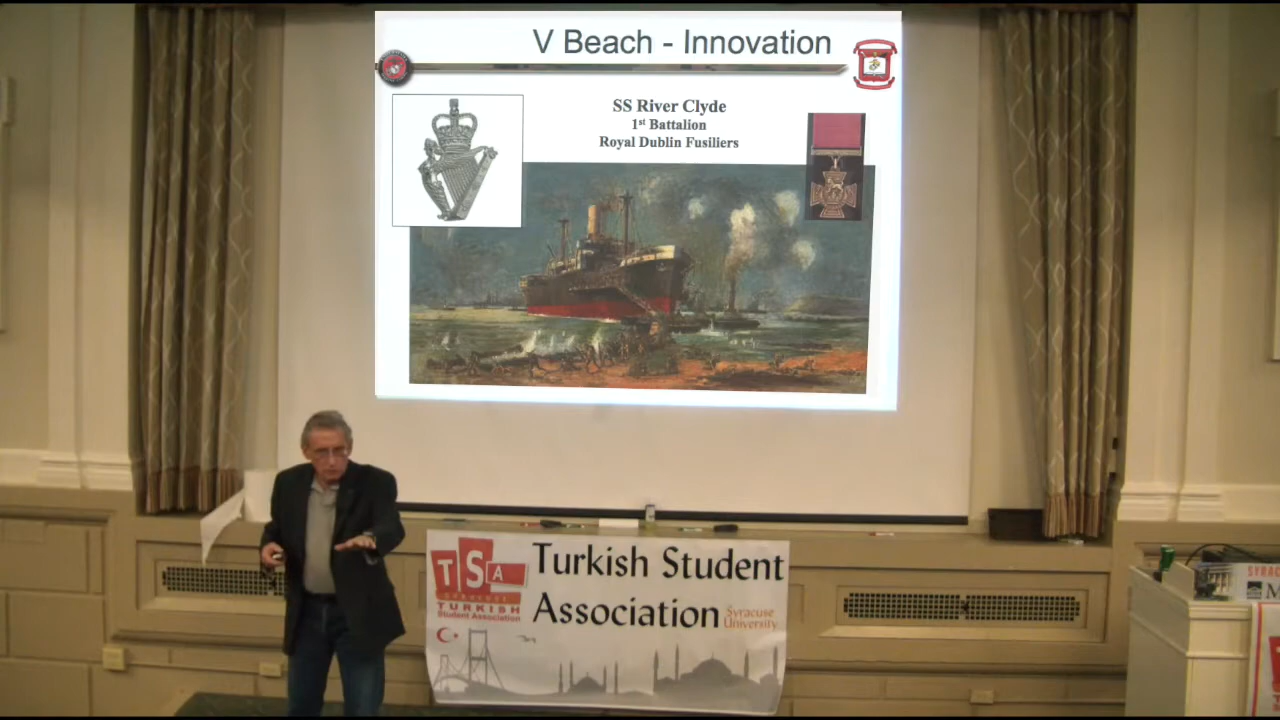 V Beach - Innovation
SS River Clyde
1st Battalion
Royal Dublin Fusiliers
TSA
TURKISH
Student Association
Turkish Student
Association
Syracuse
University